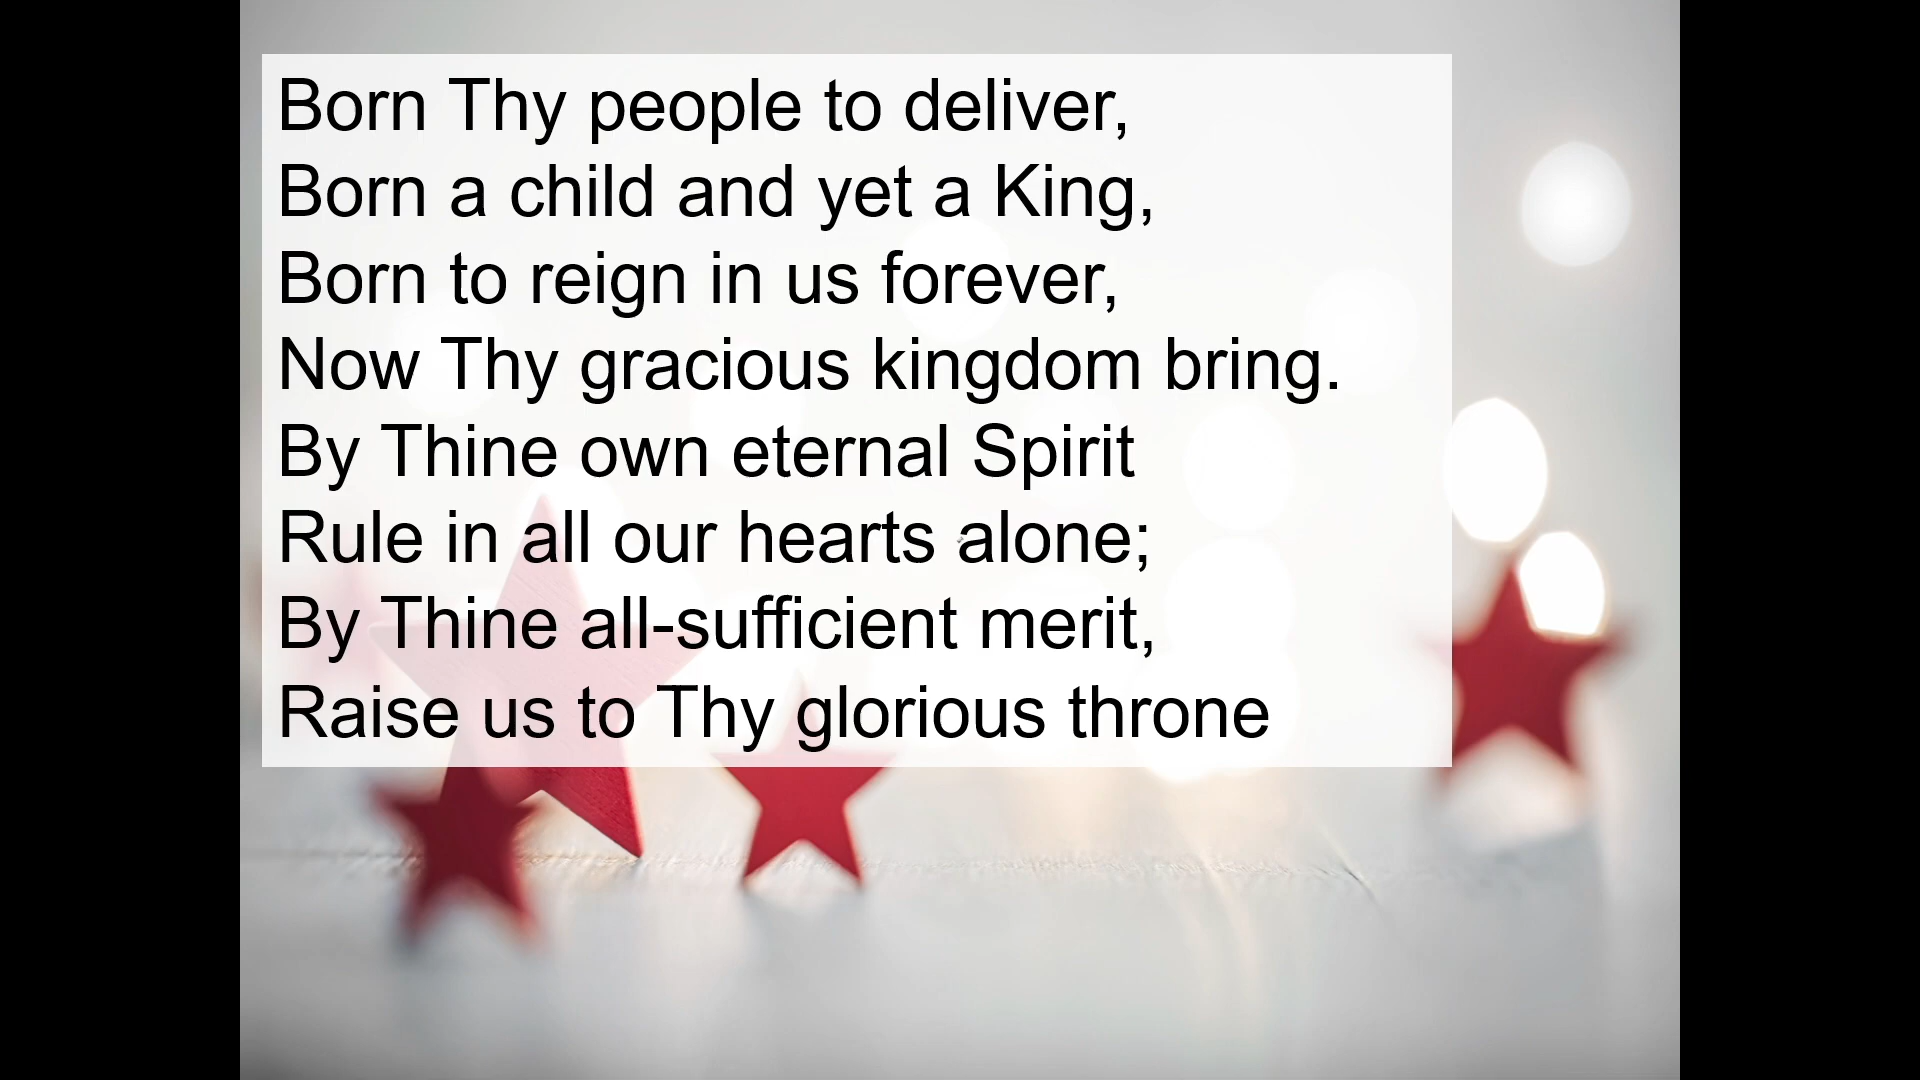 Born Thy people to deliver,
Born a child and yet a King,
Born to reign in us forever,
Now Thy gracious kingdom bring.
By Thine own eternal Spirit
Rule in all our hearts alone;
By Thine all-sufficient merit,
Raise us to Thy glorious throne